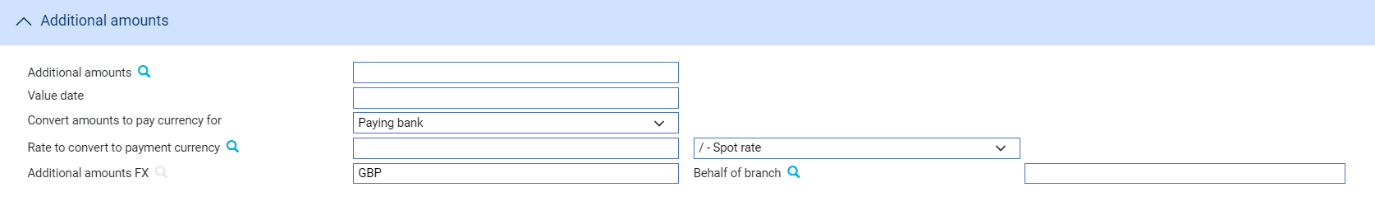 Additional amounts
Additional amounts
Value date
Convert amounts to pay currency for Paying bank
Rate to convert to payment currency / - Spot rate
Additional amounts FX GBP Behalf of branch